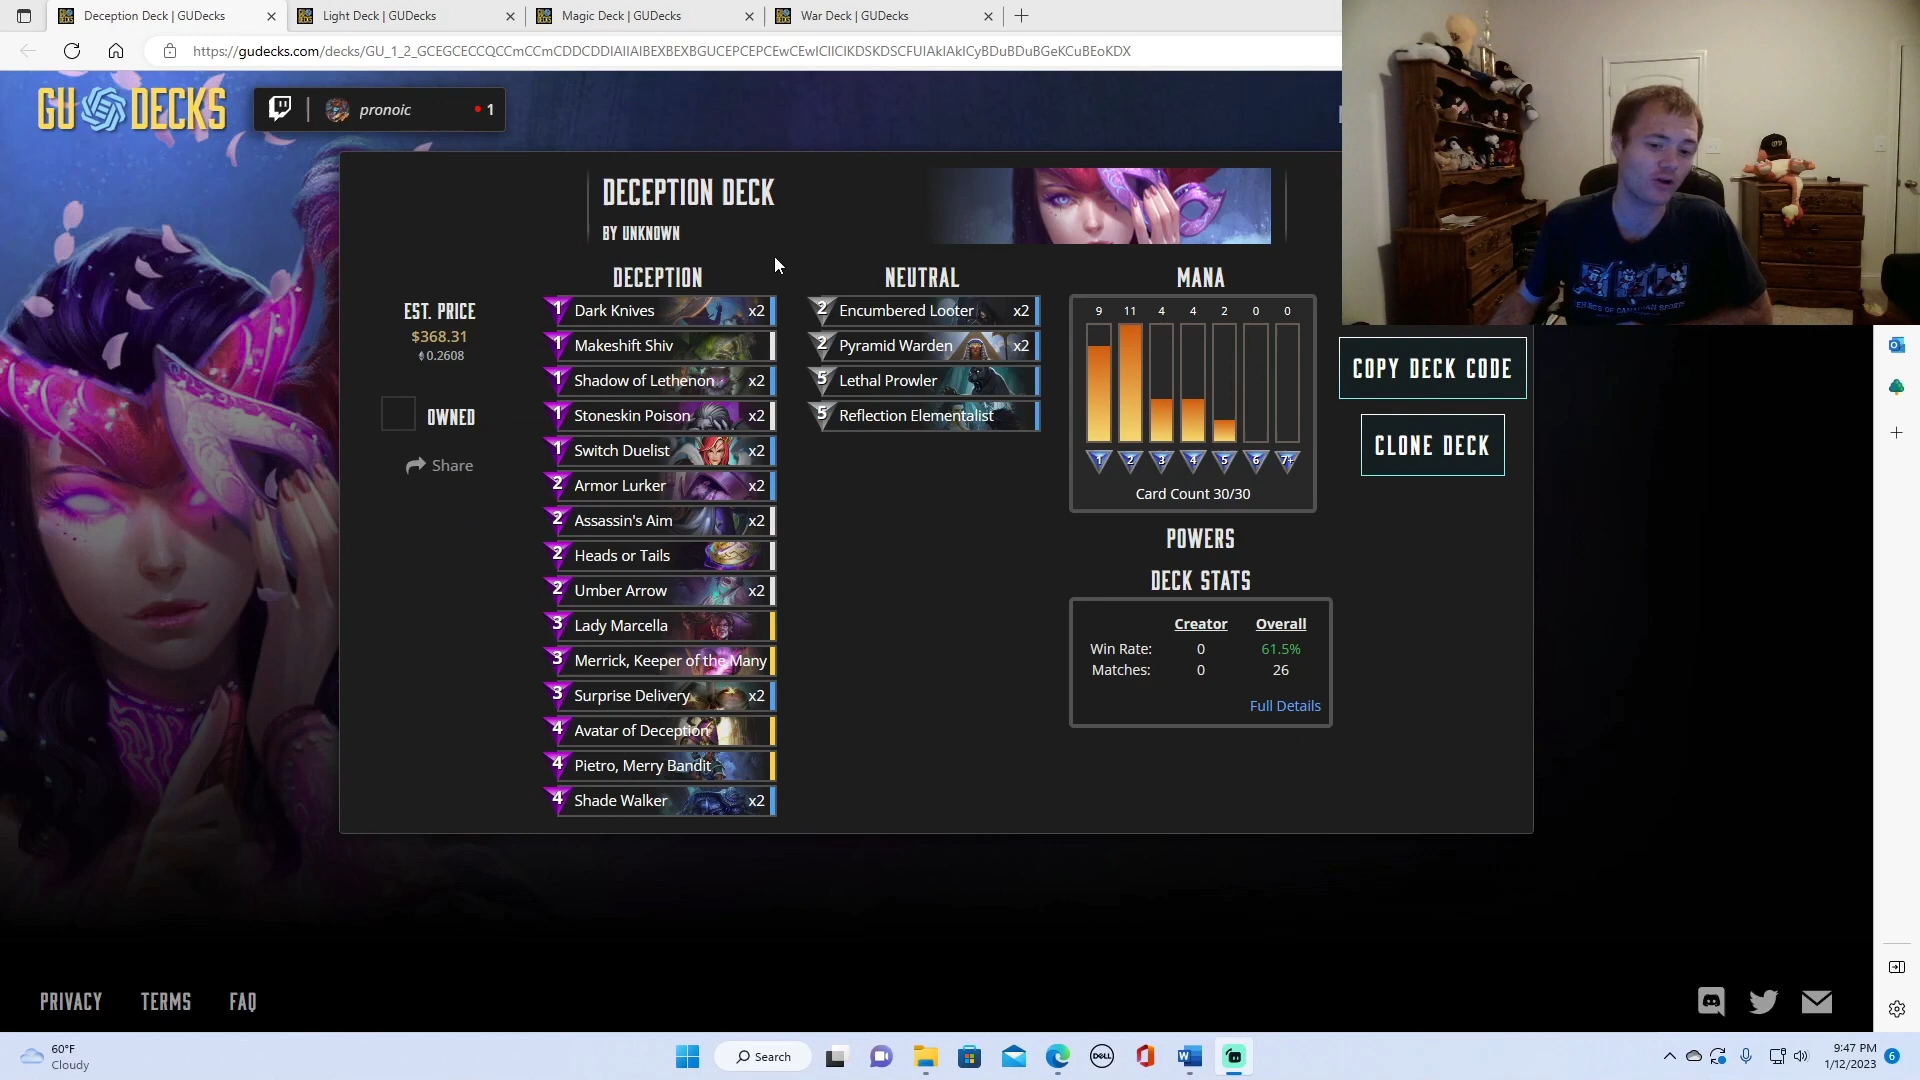 Deception Deck | GUDecks
Light Deck | GUDecks
Magic Deck | GUDecks
War Deck | GUDecks
https://gudecks.com/decks/GU_1_2_GCEGCECCQCCmCCmCDDCDDIAIIAIBEXBEXBGUCEPCEPCEwCEwICIICIKDSKDSCFUIAkIAkICyBDuBDuBGeKCuBEoKDX
GU DECKS
pronoic 1
DECEPTION DECK
BY UNKNOWN
EST. PRICE
$368.31
0.2608
OWNED
Share
DECEPTION
1 Dark Knives x2
1 Makeshift Shiv
1 Shadow of Lethenon x2
1 Stoneskin Poison x2
1 Switch Duelist x2
2 Armor Lurker x2
2 Assassin's Aim x2
2 Heads or Tails
2 Umber Arrow x2
3 Lady Marcella
3 Merrick, Keeper of the Many
3 Surprise Delivery x2
4 Avatar of Deception
4 Pietro, Merry Bandit
4 Shade Walker x2
NEUTRAL
2 Encumbered Looter x2
2 Pyramid Warden x2
5 Lethal Prowler
5 Reflection Elementalist
MANA
9 11 4 4 2 0 0
1 2 3 4 5 6 7+
Card Count 30/30
POWERS
DECK STATS
Creator Overall
Win Rate: 0 61.5%
Matches: 0 26
Full Details
COPY DECK CODE
CLONE DECK
PRIVACY TERMS FAQ
60°F
Cloudy
Search
DELL
9:47 PM
1/12/2023
6